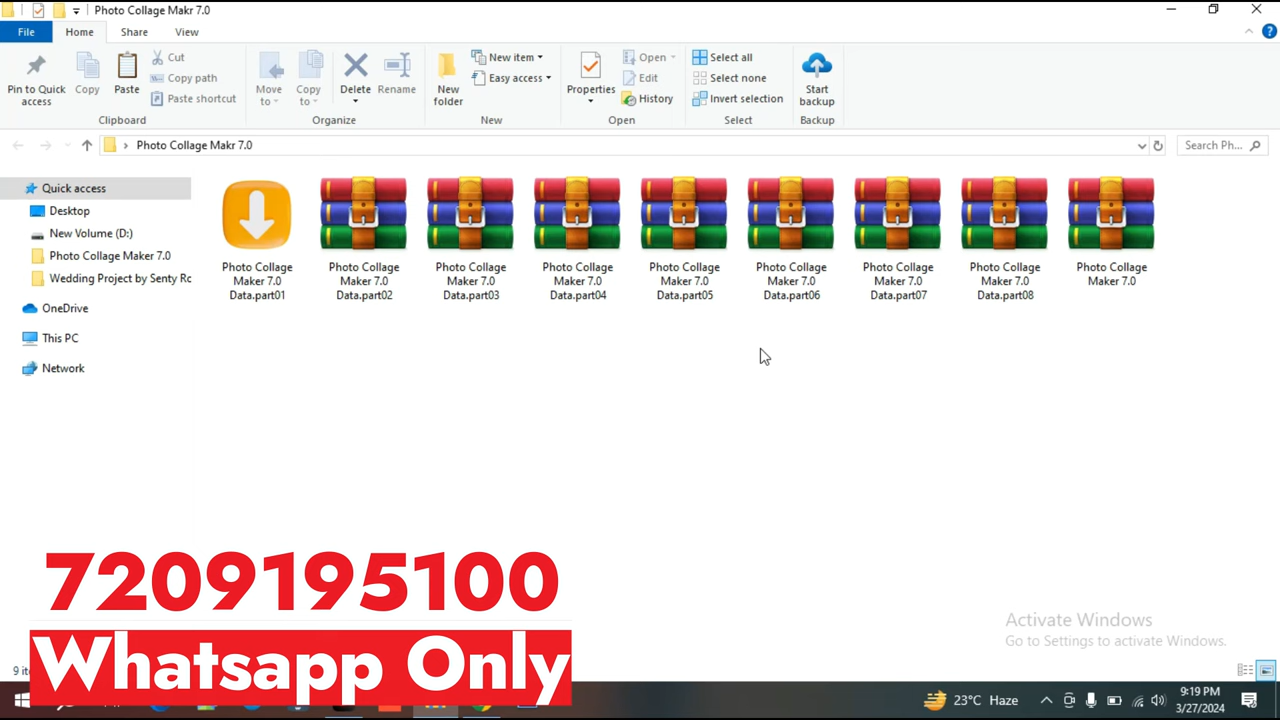 Photo Collage Makr 7.0
File Home Share View
Pin to Quick access
Copy
Paste
Cut
Copy path
Paste shortcut
Clipboard
Move to
Copy to
Delete
Rename
Organize
New folder
New item
Easy access
New
Properties
Open
Edit
History
Open
Select all
Select none
Invert selection
Select
Start backup
Backup
Photo Collage Makr 7.0
Search Ph...
Quick access
Desktop
New Volume (D:)
Photo Collage Maker 7.0
Wedding Project by Senty Rc
OneDrive
This PC
Network
Photo Collage
Maker 7.0
Data.part01
Photo Collage
Maker 7.0
Data.part02
Photo Collage
Maker 7.0
Data.part03
Photo Collage
Maker 7.0
Data.part04
Photo Collage
Maker 7.0
Data.part05
Photo Collage
Maker 7.0
Data.part06
Photo Collage
Maker 7.0
Data.part07
Photo Collage
Maker 7.0
Data.part08
Photo Collage
Maker 7.0
7209195100
Whatsapp Only
Activate Windows
Go to Settings to activate Windows.
23°C Haze
9:19 PM
3/27/2024